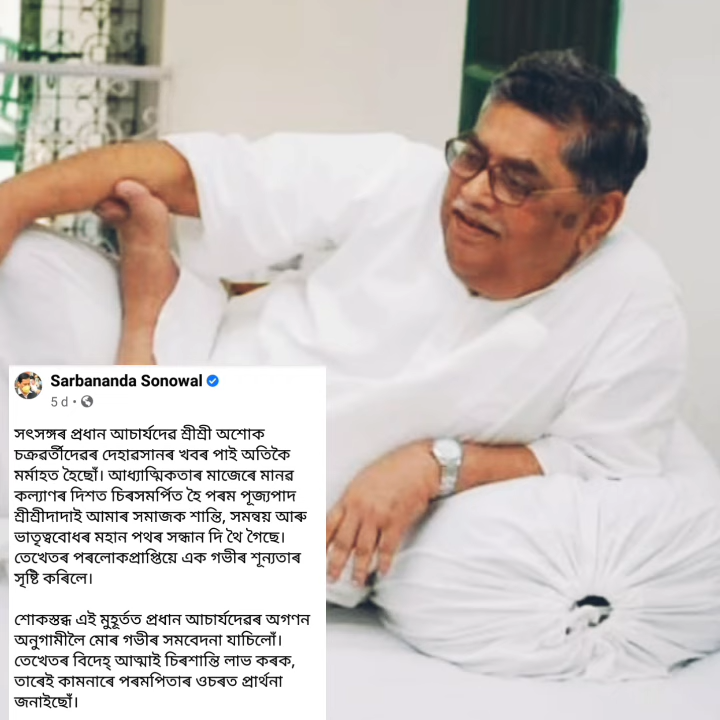 Sarbananda Sonowal
5 d
সৎসঙ্গৰ প্ৰধান আচাৰ্যদেৱ শ্ৰীশ্ৰী অশোক
চক্ৰৱৰ্তীদেৱৰ দেহাৱসানৰ খবৰ পাই অতিকৈ
মৰ্মাহত হৈছোঁ। আধ্যাত্মিকতাৰ মাজেৰে মানৱ
কল্যাণৰ দিশত চিৰসমৰ্পিত হৈ পৰম পূজ্যপাদ
শ্ৰীশ্ৰীদাদাই আমাৰ সমাজক শান্তি, সমন্বয় আৰু
ভাতৃত্ববোধৰ মহান পথৰ সন্ধান দি থৈ গৈছে।
তেখেতৰ পৰলোকপ্ৰাপ্তিয়ে এক গভীৰ শূন্যতাৰ
সৃষ্টি কৰিলে।
শোকস্তব্ধ এই মুহূৰ্তত প্ৰধান আচাৰ্যদেৱৰ অগণন
অনুগামীলৈ মোৰ গভীৰ সমবেদনা যাচিলোঁ।
তেখেতৰ বিদেহ্ আত্মাই চিৰশান্তি লাভ কৰক,
তাৰেই কামনাৰে পৰমপিতাৰ ওচৰত প্ৰাৰ্থনা
জনাইছোঁ।